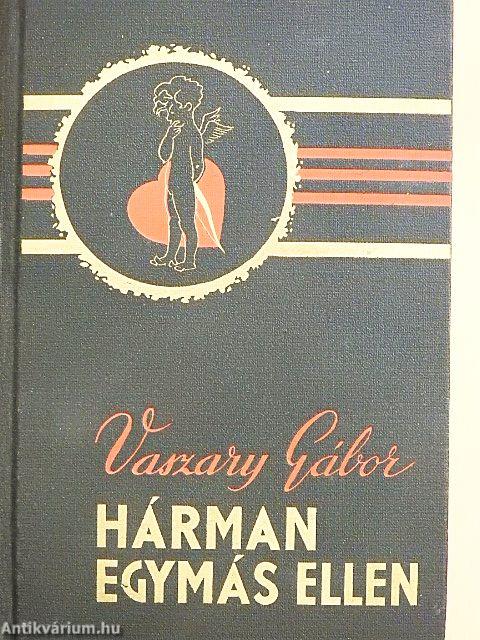 Vaszary Gábor
HÁRMAN
EGYMÁS ELLEN
Antikvárium.hu